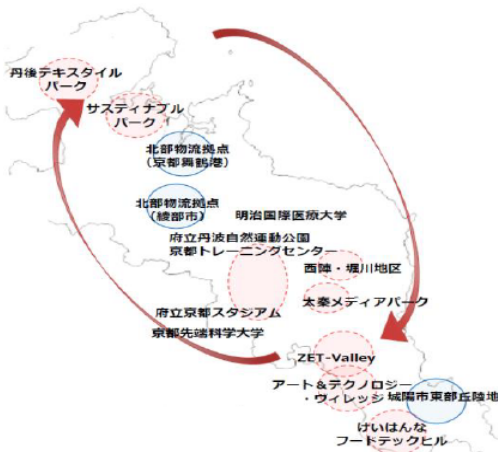 丹後テキスタイル
パーク
サスティナブル
パーク
北部物流拠点
（京都舞鶴港）
北部物流拠点
（綾部市）
明治国際医療大学
府立丹波自然運動公園
京都トレーニングセンター
西陣・堀川地区
太秦メディアパーク
府立京都スタジアム
京都先端科学大学
ZET-Valley
アート＆テクノロジー
・ヴィレッジ
城陽市東部丘陵地
けいはんな
フードテックヒル